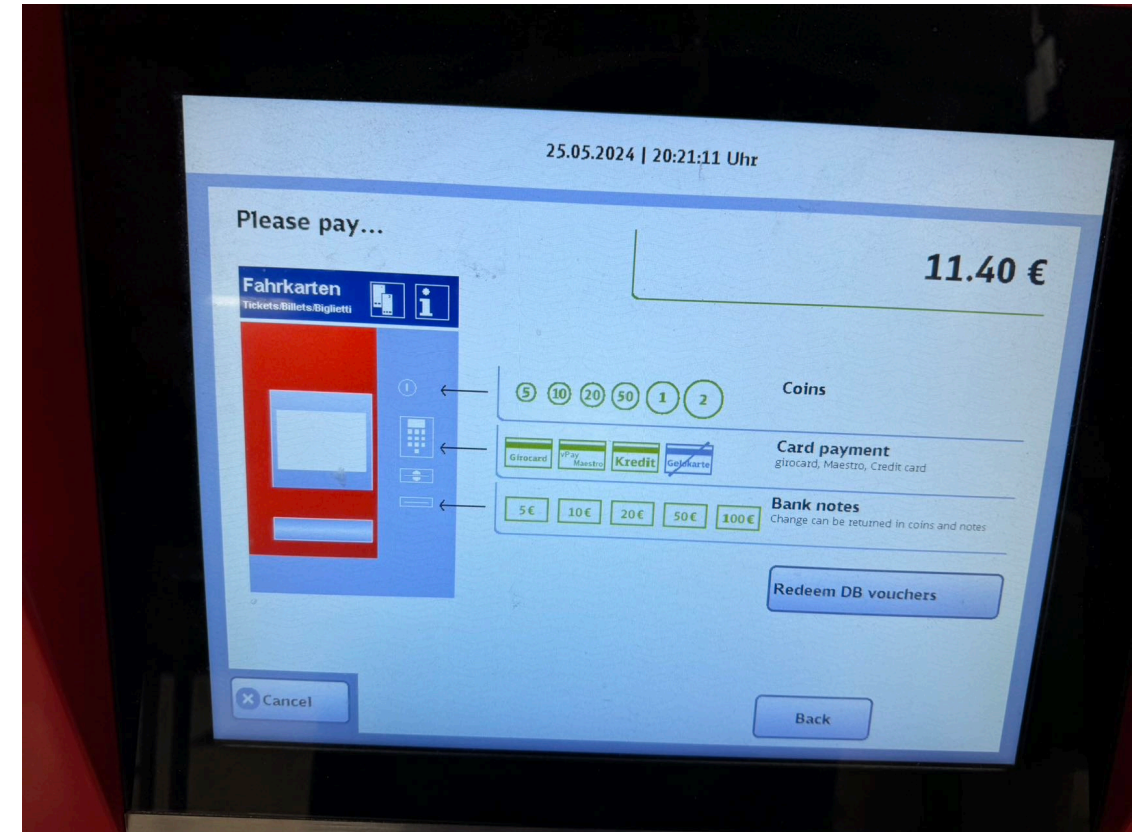 25.05.2024 | 20:21:11 Uhr
Please pay...
11.40 €
Fahrkarten
Tickets/Billets/Biglietti
i
5 10 20 50 1 2
Coins
Girocard
vPay
Maestro
Kredit
Geldkarte
Card payment
girocard, Maestro, Credit card
5€ 10€ 20€ 50€ 100€
Bank notes
Change can be returned in coins and notes
Redeem DB vouchers
Cancel
Back